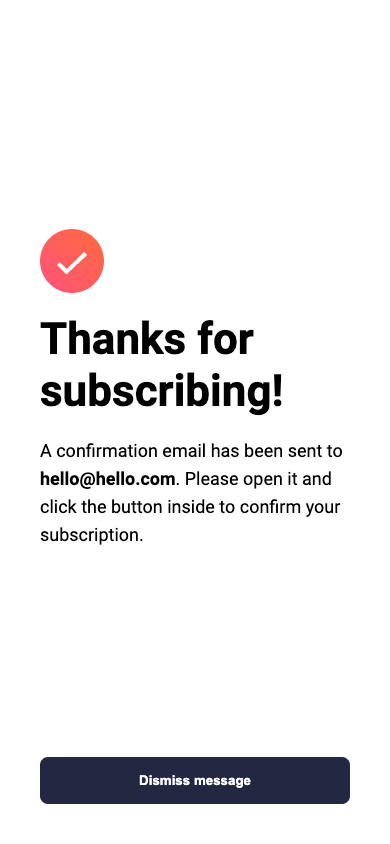 Thanks for
subscribing!
A confirmation email has been sent to
hello@hello.com. Please open it and
click the button inside to confirm your
subscription.
Dismiss message